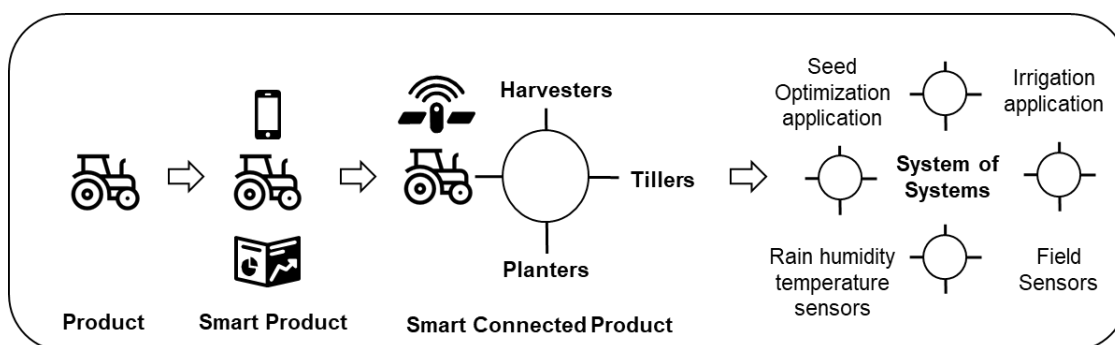 Product
Smart Product
Harvesters
Tillers
Planters
Smart Connected Product
Seed
Optimization
application
Irrigation
application
System of
Systems
Rain humidity
temperature
sensors
Field
Sensors